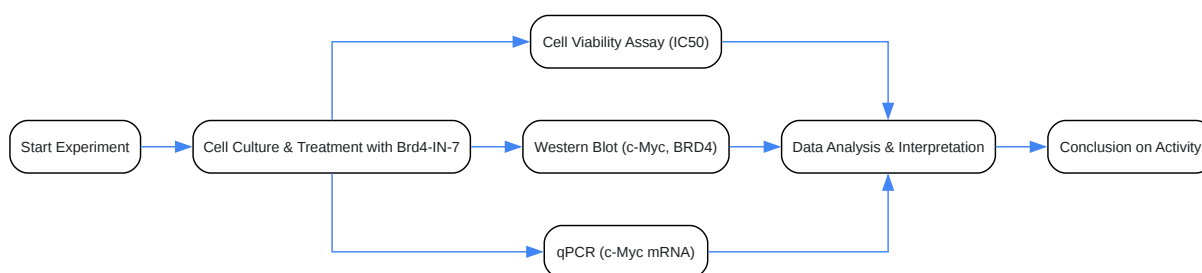 Cell Viability Assay (IC50)
Start Experiment
Cell Culture & Treatment with Brd4-IN-7
Western Blot (c-Myc, BRD4)
Data Analysis & Interpretation
Conclusion on Activity
qPCR (c-Myc mRNA)